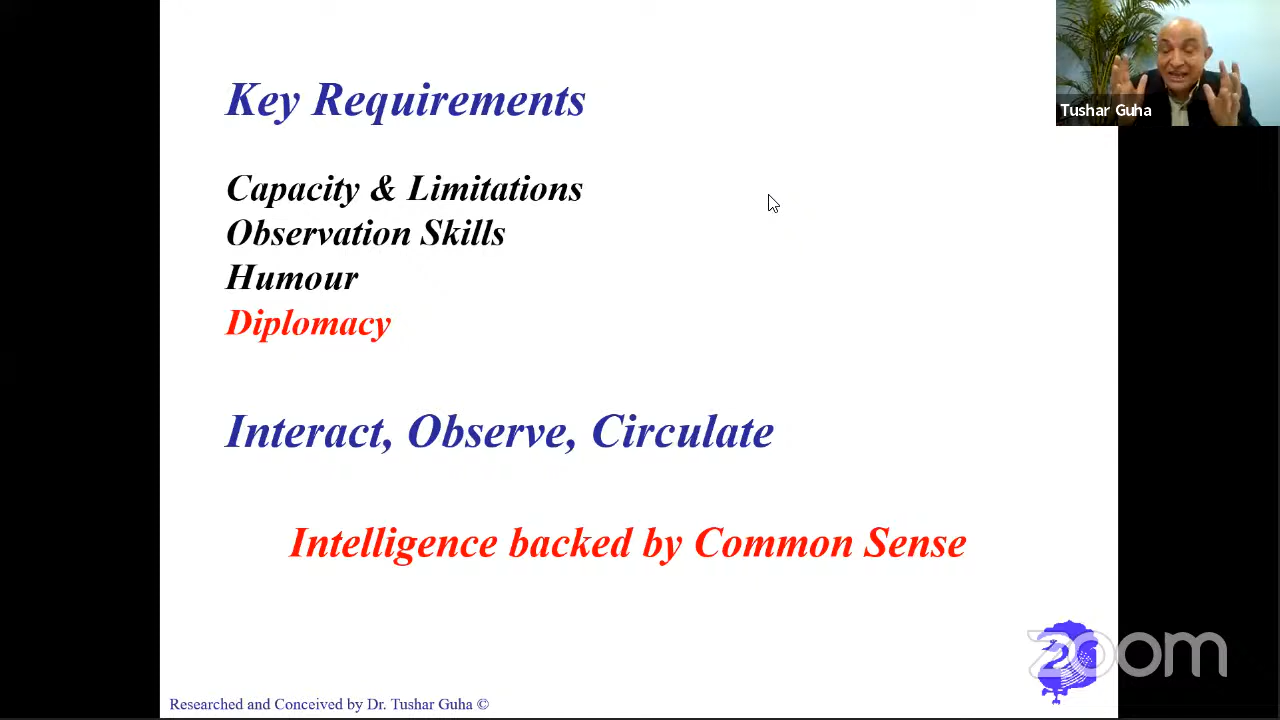 Key Requirements
Tushar Guha
Capacity & Limitations
Observation Skills
Humour
Diplomacy
Interact, Observe, Circulate
Intelligence backed by Common Sense
zoom
Researched and Conceived by Dr. Tushar Guha ©